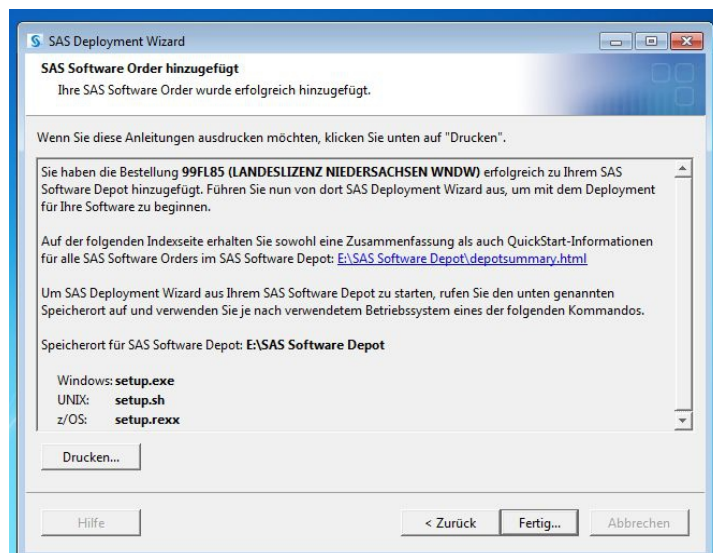 SAS Deployment Wizard
SAS Software Order hinzugefügt
Ihre SAS Software Order wurde erfolgreich hinzugefügt.
Wenn Sie diese Anleitungen ausdrucken möchten, klicken Sie unten auf "Drucken".
Sie haben die Bestellung 99FL85 (LANDESLIZENZ NIEDERSACHSEN WNDW) erfolgreich zu Ihrem SAS
Software Depot hinzugefügt. Führen Sie nun von dort SAS Deployment Wizard aus, um mit dem Deployment
für Ihre Software zu beginnen.
Auf der folgenden Indexseite erhalten Sie sowohl eine Zusammenfassung als auch QuickStart-Informationen
für alle SAS Software Orders im SAS Software Depot: E:\SAS Software Depot\depotsummary.html
Um SAS Deployment Wizard aus Ihrem SAS Software Depot zu starten, rufen Sie den unten genannten
Speicherort auf und verwenden Sie je nach verwendetem Betriebssystem eines der folgenden Kommandos.
Speicherort für SAS Software Depot: E:\SAS Software Depot
Windows: setup.exe
UNIX: setup.sh
z/OS: setup.rexx
Drucken...
Hilfe
< Zurück
Fertig...
Abbrechen